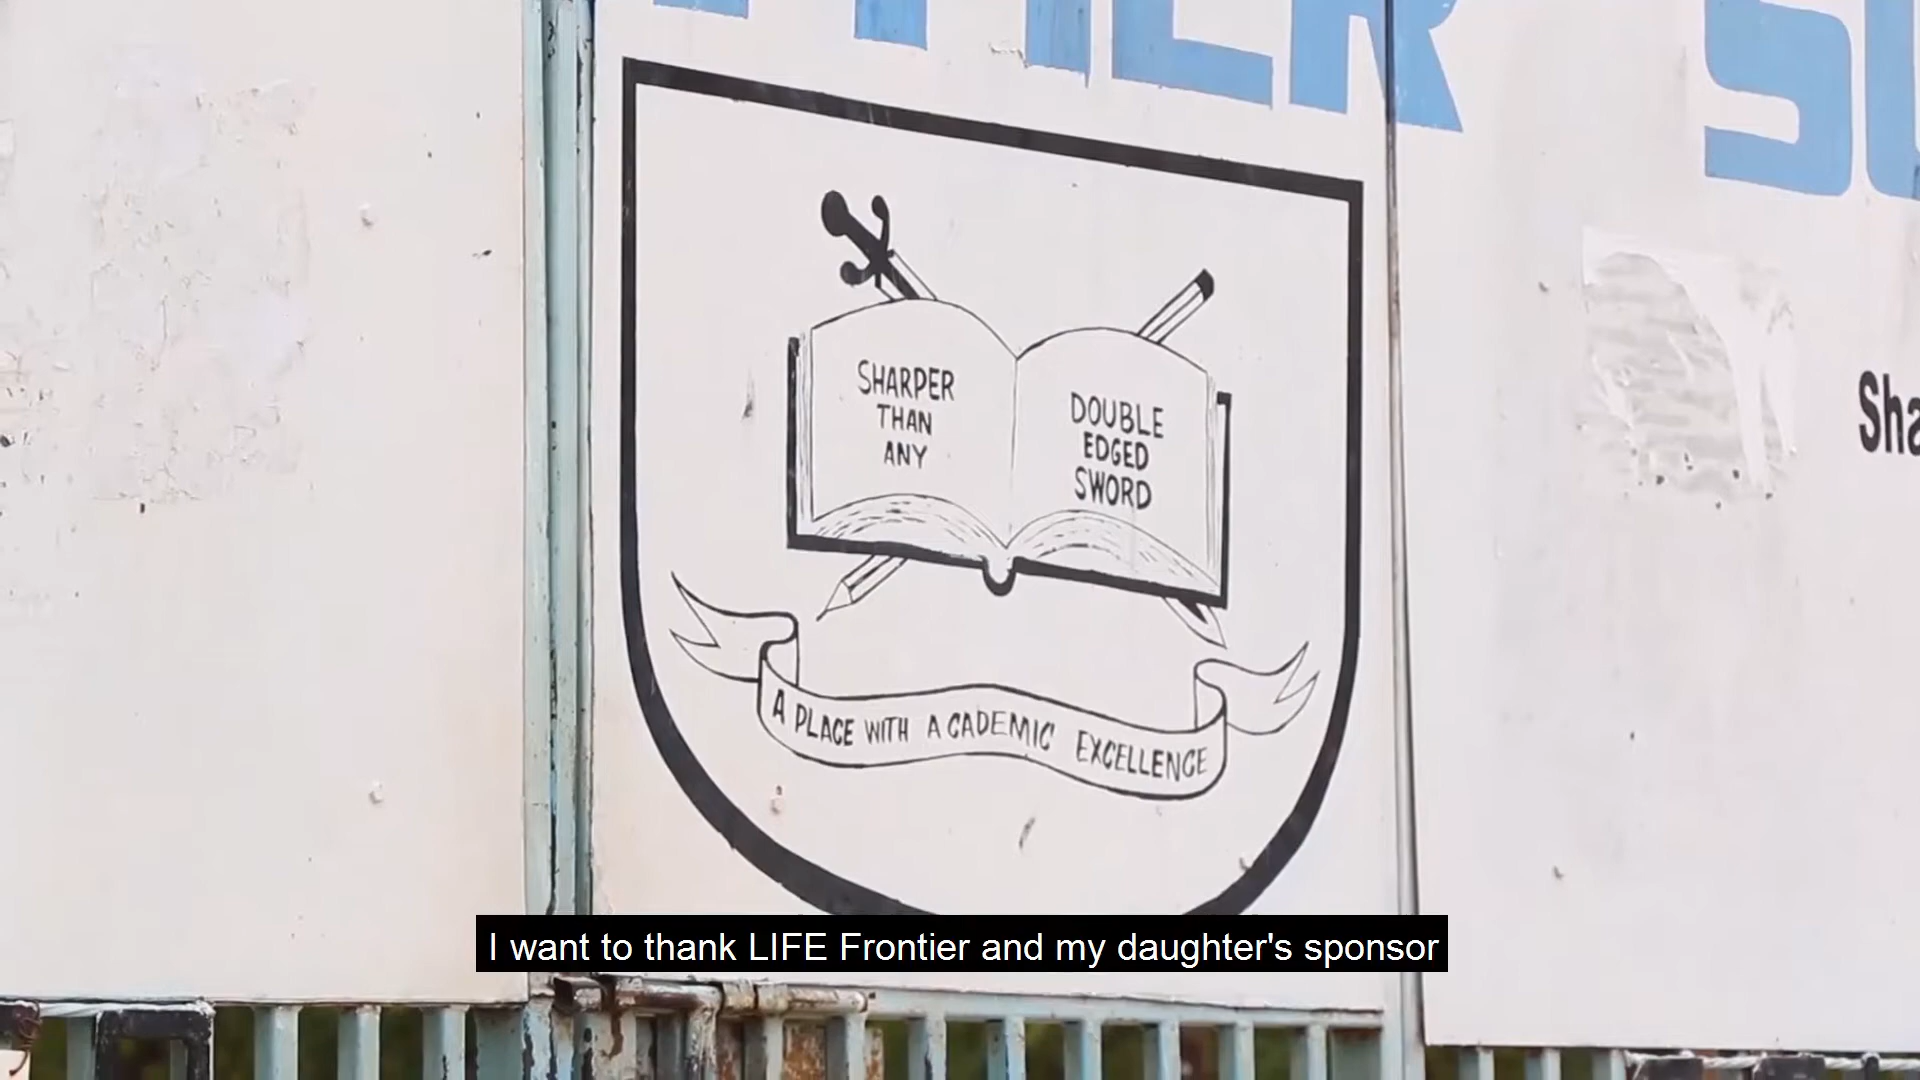 SHARPER
THAN
ANY
DOUBLE
EDGED
SWORD
A PLACE WITH ACADEMIC EXCELLENCE
I want to thank LIFE Frontier and my daughter's sponsor